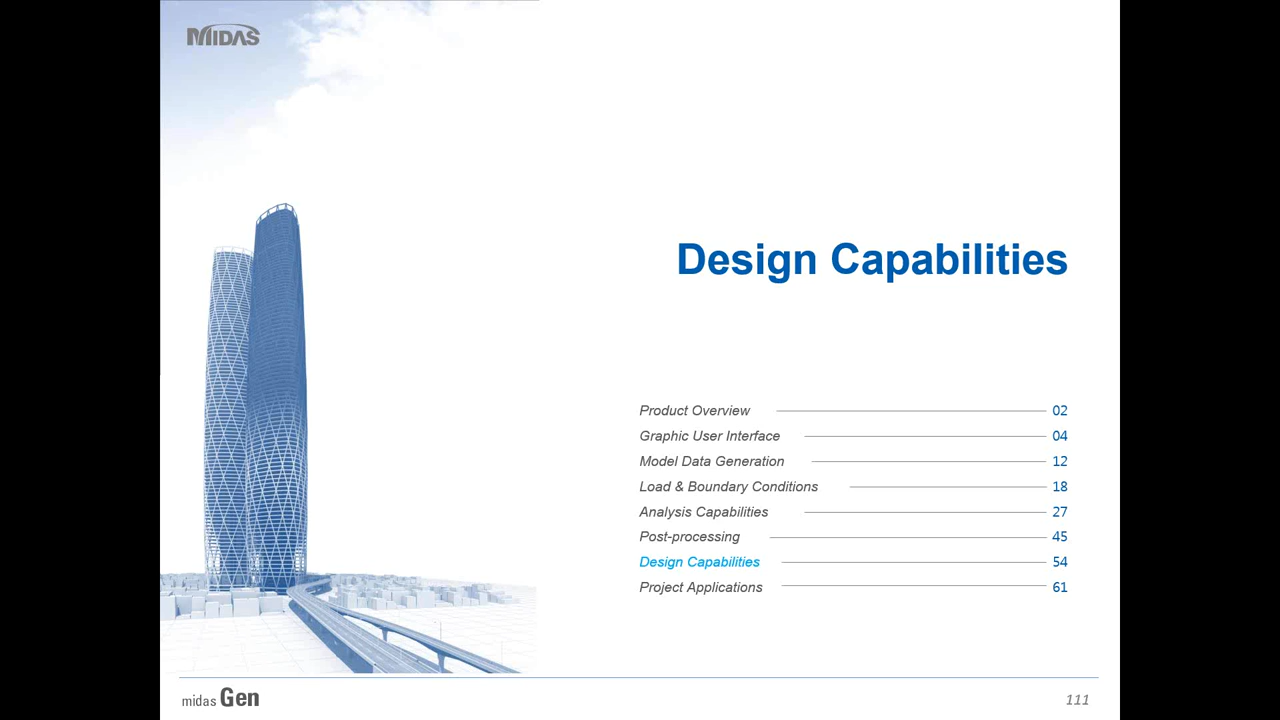 MIDAS
Design Capabilities
Product Overview 02
Graphic User Interface 04
Model Data Generation 12
Load & Boundary Conditions 18
Analysis Capabilities 27
Post-processing 45
Design Capabilities 54
Project Applications 61
midas Gen
111